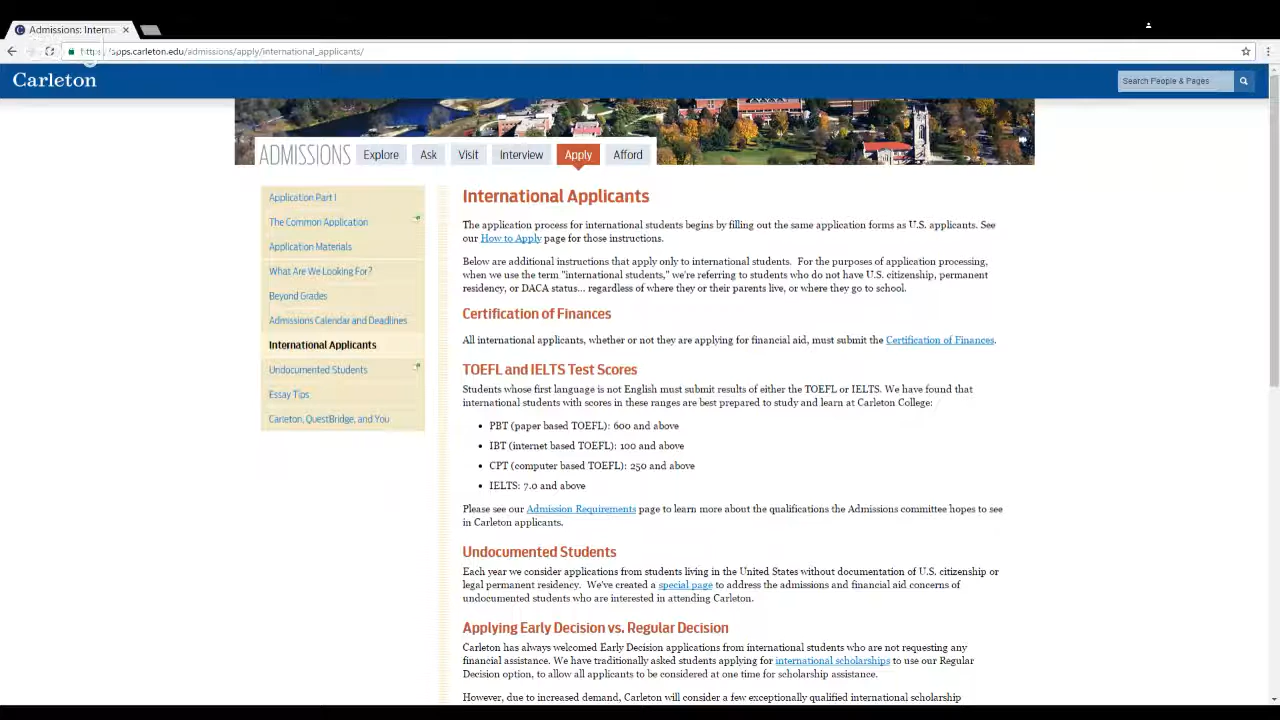 Admissions: Interna
https://apps.carleton.edu/admissions/apply/international_applicants/
Carleton
Search People & Pages
ADMISSIONS Explore Ask Visit Interview Apply Afford
Application Part I
The Common Application
Application Materials
What Are We Looking For?
Beyond Grades
Admissions Calendar and Deadlines
International Applicants
Undocumented Students
Essay Tips
Carleton, QuestBridge, and You
International Applicants
The application process for international students begins by filling out the same application forms as U.S. applicants. See
our How to Apply page for those instructions.
Below are additional instructions that apply only to international students. For the purposes of application processing,
when we use the term "international students," we're referring to students who do not have U.S. citizenship, permanent
residency, or DACA status... regardless of where they or their parents live, or where they go to school.
Certification of Finances
All international applicants, whether or not they are applying for financial aid, must submit the Certification of Finances.
TOEFL and IELTS Test Scores
Students whose first language is not English must submit results of either the TOEFL or IELTS. We have found that
international students with scores in these ranges are best prepared to study and learn at Carleton College:
• PBT (paper based TOEFL): 600 and above
• IBT (internet based TOEFL): 100 and above
• CPT (computer based TOEFL): 250 and above
• IELTS: 7.0 and above
Please see our Admission Requirements page to learn more about the qualifications the Admissions committee hopes to see
in Carleton applicants.
Undocumented Students
Each year we consider applications from students living in the United States without documentation of U.S. citizenship or
legal permanent residency. We've created a special page to address the admissions and financial aid concerns of
undocumented students who are interested in attending Carleton.
Applying Early Decision vs. Regular Decision
Carleton has always welcomed Early Decision applications from international students who are not requesting any
financial assistance. We have traditionally asked students applying for international scholarships to use our Regular
Decision option, to allow all applicants to be considered at one time for scholarship assistance.
However, due to increased demand, Carleton will consider a few exceptionally qualified international scholarship